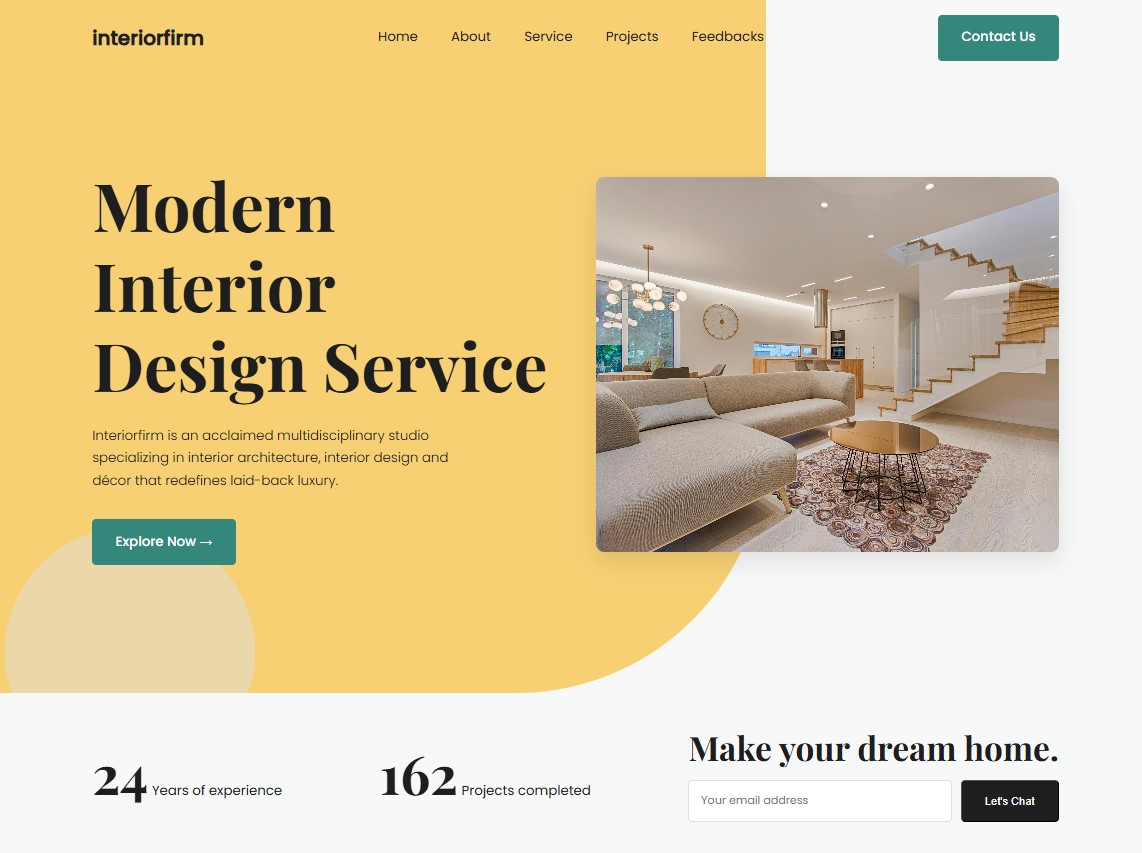 interiorfirm
Home About Service Projects Feedbacks
Contact Us
Modern
Interior
Design Service
Interiorfirm is an acclaimed multidisciplinary studio
specializing in interior architecture, interior design and
décor that redefines laid-back luxury.
Explore Now →
24 Years of experience
162 Projects completed
Make your dream home.
Your email address
Let's Chat